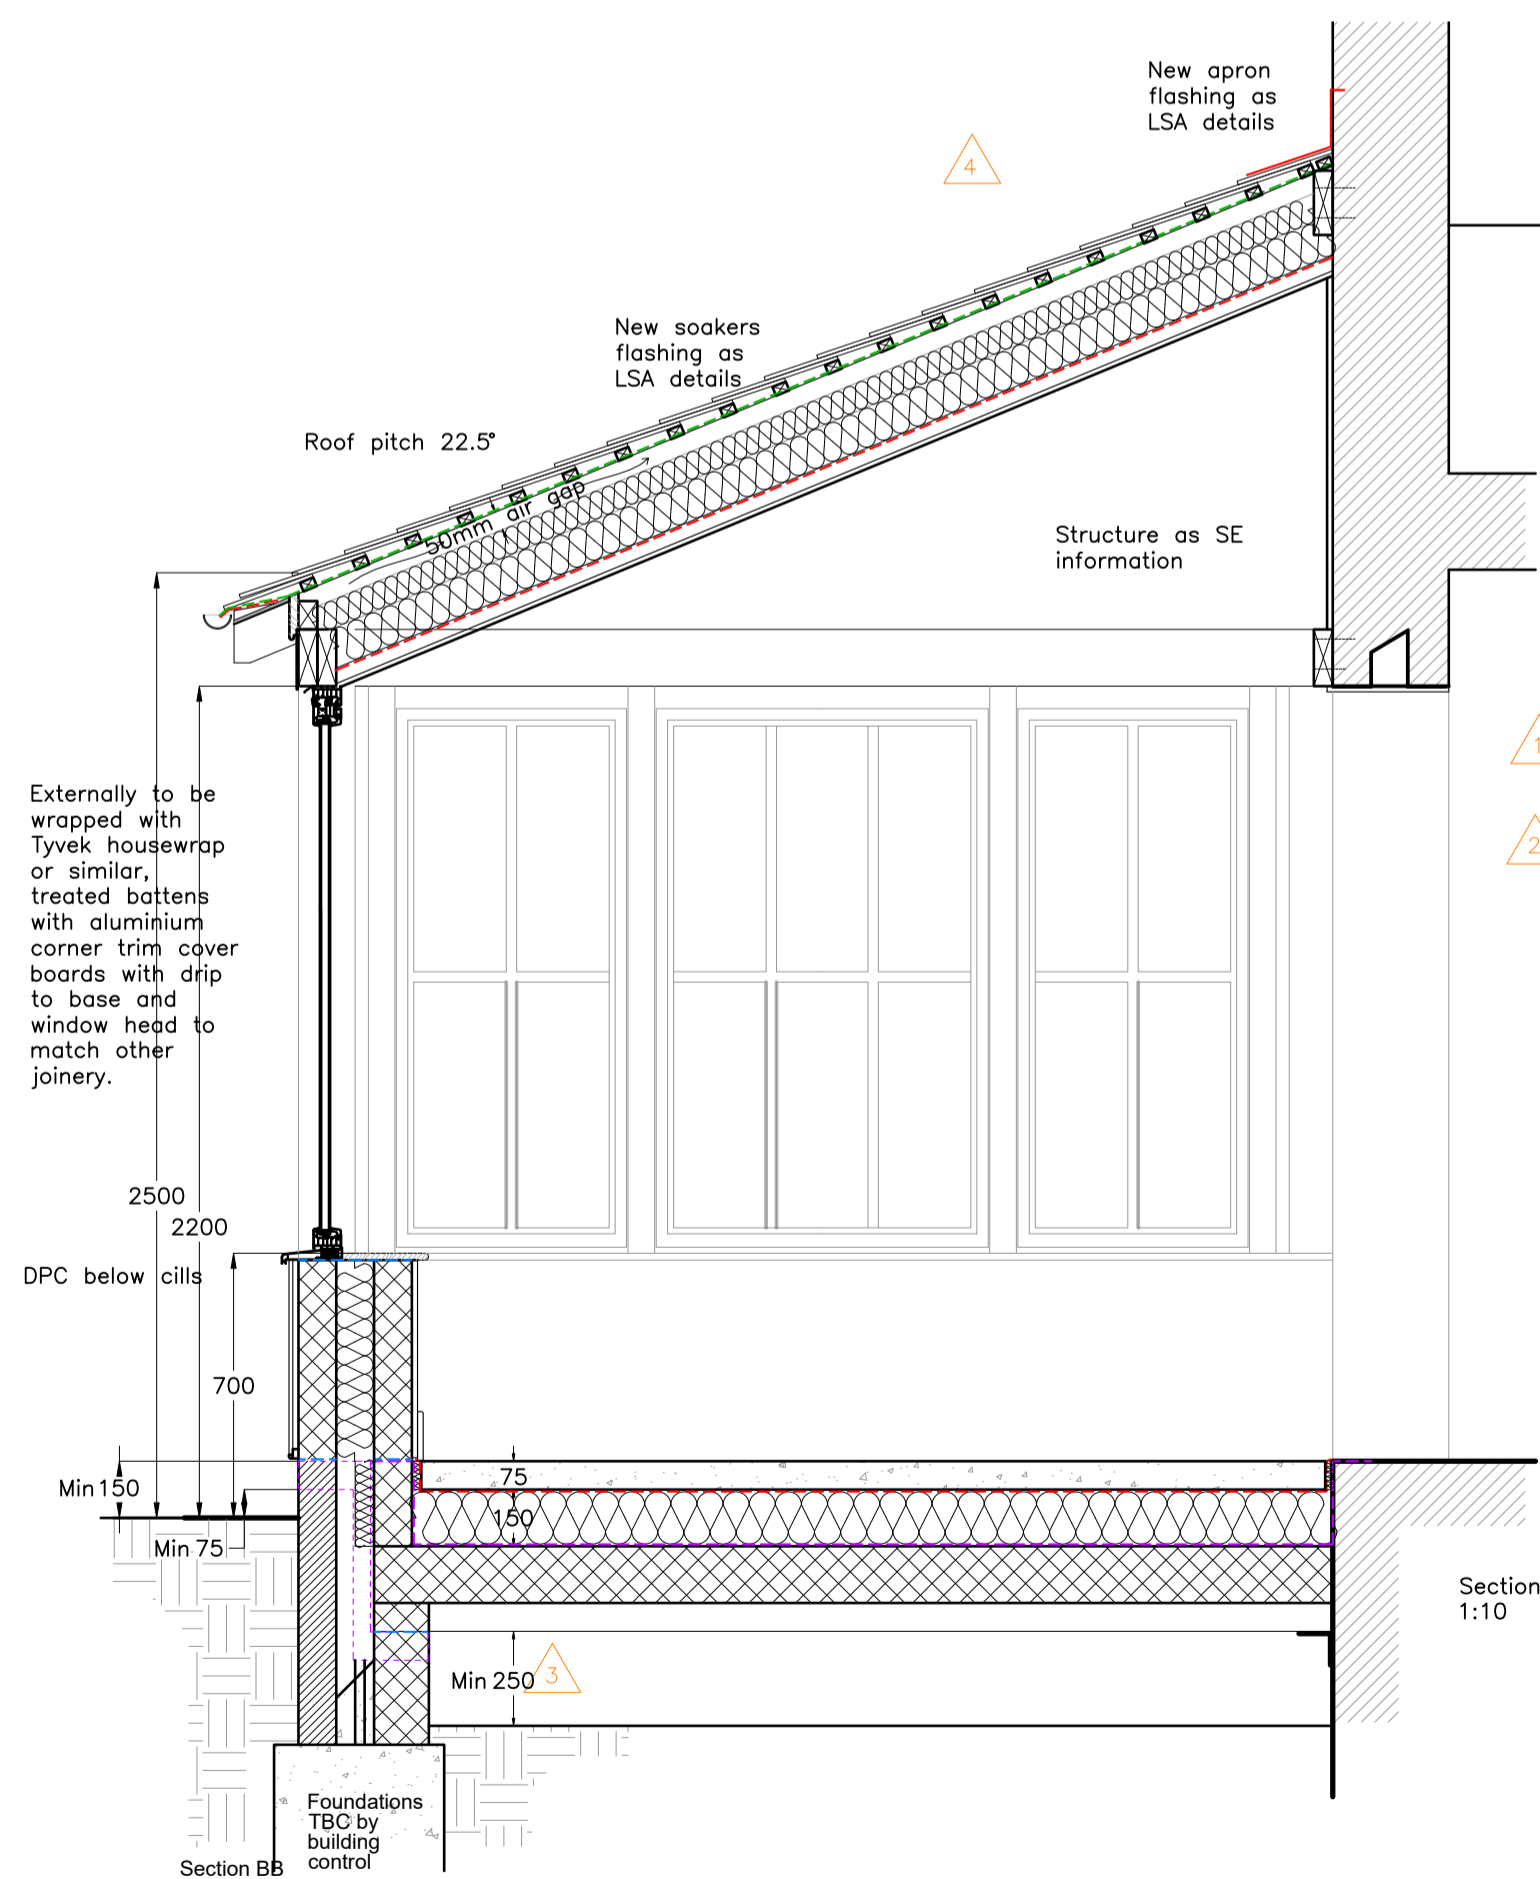 New apron
flashing as
LSA details
4
New soakers
flashing as
LSA details
Roof pitch 22.5°
50mm air gap
Structure as SE
information
1
2
Externally to be
wrapped with
Tyvek housewrap
or similar,
treated battens
with aluminium
corner trim cover
boards with drip
to base and
window head to
match other
joinery.
2500
2200
DPC below cills
700
Min 150
75
150
Min 75
Section
1:10
Min 250
3
Foundations
TBC by
building
control
Section BB